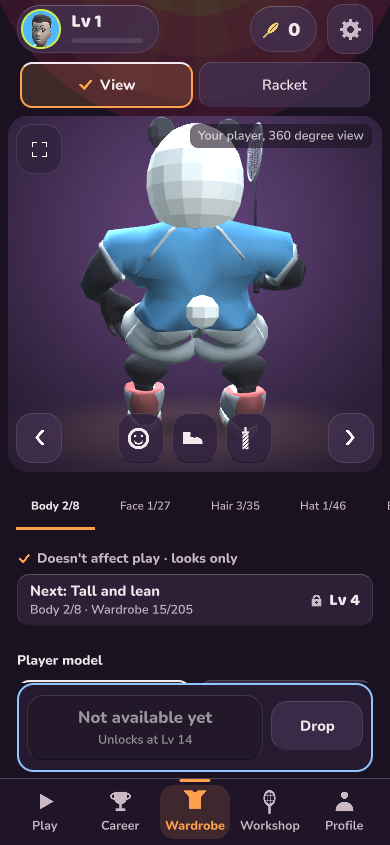 Lv 1
0
View
Racket
Your player, 360 degree view
Body 2/8
Face 1/27
Hair 3/35
Hat 1/46
Doesn't affect play · looks only
Next: Tall and lean
Body 2/8 · Wardrobe 15/205
Lv 4
Player model
Not available yet
Unlocks at Lv 14
Drop
Play
Career
Wardrobe
Workshop
Profile